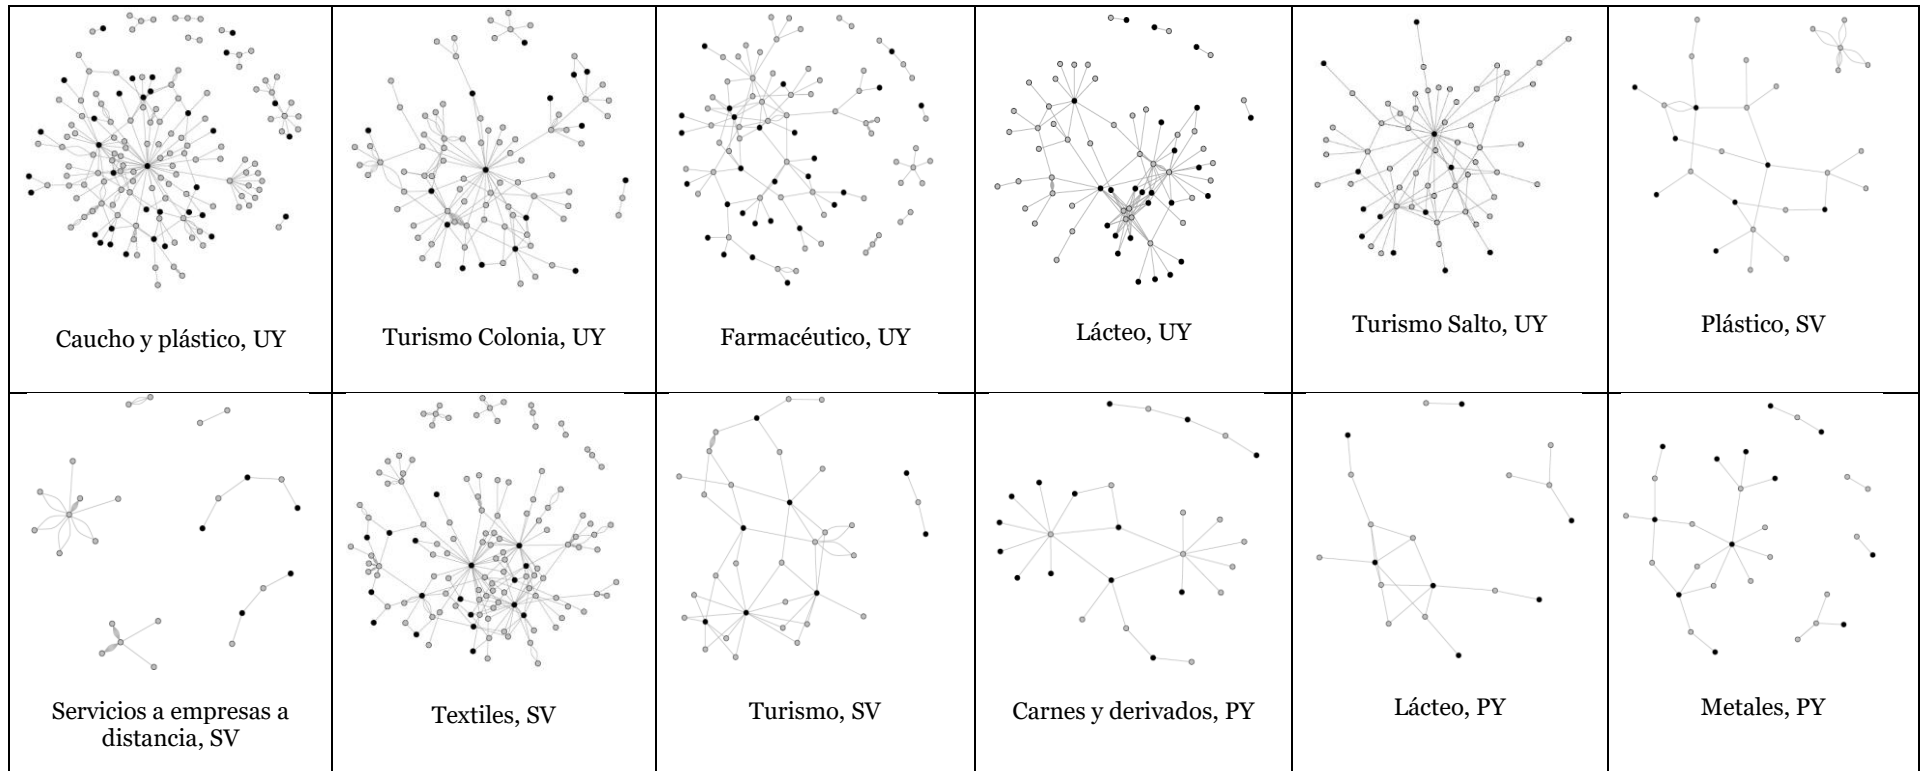 Caucho y plástico, UY
Turismo Colonia, UY
Farmacéutico, UY
Lácteo, UY
Turismo Salto, UY
Plástico, SV
Servicios a empresas a
distancia, SV
Textiles, SV
Turismo, SV
Carnes y derivados, PY
Lácteo, PY
Metales, PY